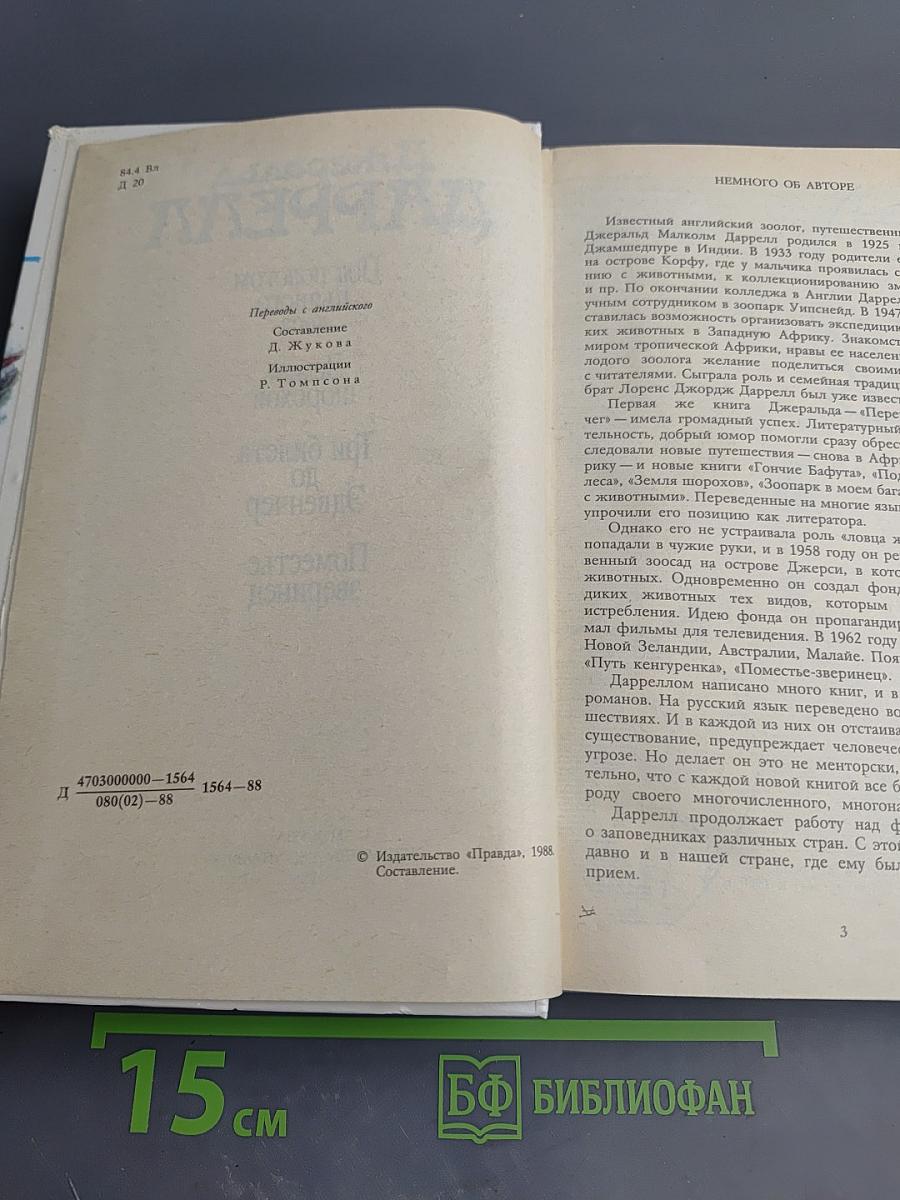 84.4 Вл
Д 20
Переводы с английского
Составление
Д. Жукова
Иллюстрации
Р. Томпсона
Д 4703000000—1564
080(02)—88
1564—88
© Издательство «Правда», 1988.
Составление.
НЕМНОГО ОБ АВТОРЕ
Известный английский зоолог, путешественни
Джеральд Малколм Даррелл родился в 1925
Джамшедпуре в Индии. В 1933 году родители е
на острове Корфу, где у мальчика проявилась с
нию с животными, к коллекционированию зм
и пр. По окончании колледжа в Англии Даррел
учным сотрудником в зоопарк Уипснейд. В 1947
ставилась возможность организовать экспедицию
ких животных в Западную Африку. Знакомст
миром тропической Африки, нравы ее населен
лодого зоолога желание поделиться своими
с читателями. Сыграла роль и семейная традиц
брат Лоренс Джордж Даррелл был уже извест
Первая же книга Джеральда — «Пере
чег» — имела громадный успех. Литературный
тельность, добрый юмор помогли сразу обрест
следовали новые путешествия — снова в Афри
рику — и новые книги «Гончие Бафута», «Под
леса», «Земля шорохов», «Зоопарк в моем бага
с животными». Переведенные на многие язык
упрочили его позицию как литератора.
Однако его не устраивала роль «ловца ж
попадали в чужие руки, и в 1958 году он ре
венный зоосад на острове Джерси, в кото
животных. Одновременно он создал фонд
диких животных тех видов, которым
истребления. Идею фонда он пропагандир
мал фильмы для телевидения. В 1962 году
Новой Зеландии, Австралии, Малайе. Поя
«Путь кенгуренка», «Поместье-зверинец».
Дарреллом написано много книг, и в
романов. На русский язык переведено во
шествиях. И в каждой из них он отстаива
существование, предупреждает человече
угрозе. Но делает он это не менторски,
тельно, что с каждой новой книгой все б
роду своего многочисленного, многона
Даррелл продолжает работу над ф
о заповедниках различных стран. С этой
давно и в нашей стране, где ему был
прием.
3
15 см
БФ БИБЛИОФАН